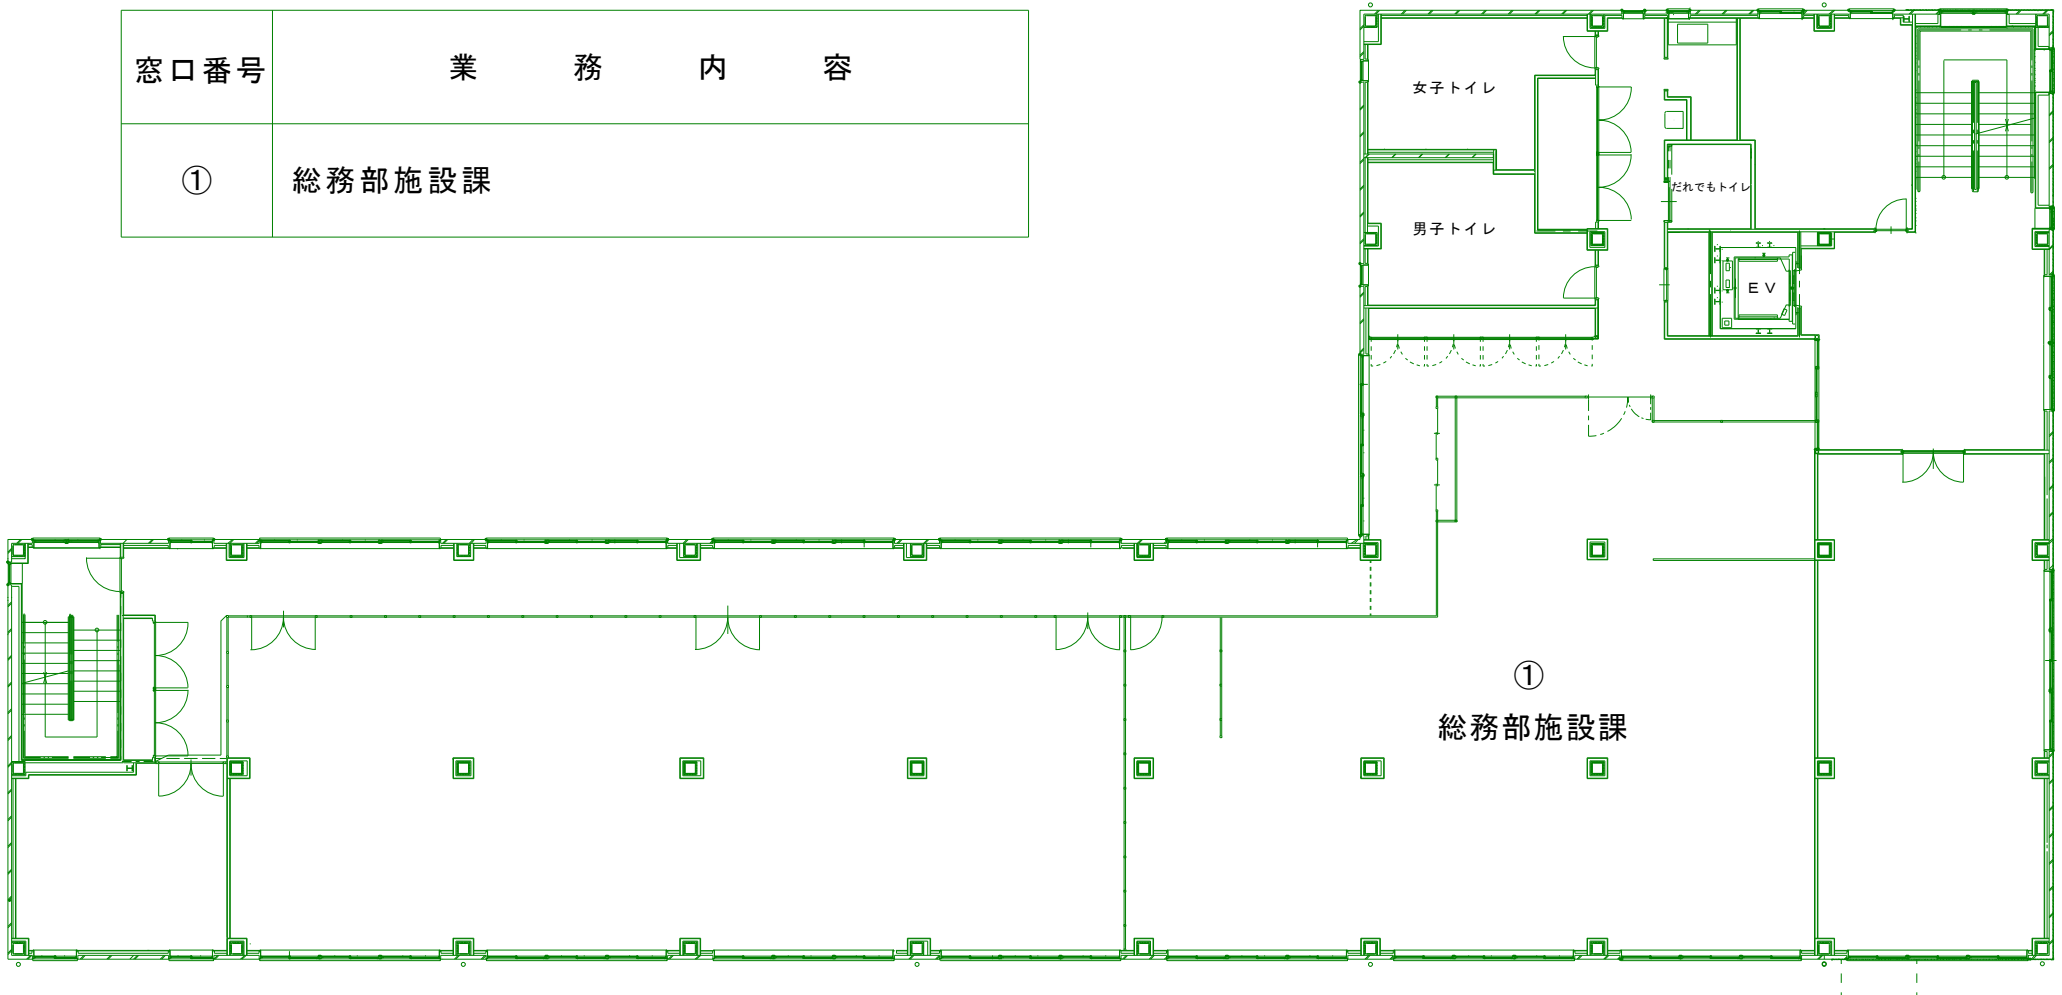 窓口番号 業務内容
① 総務部施設課
女子トイレ
だれでもトイレ
男子トイレ
EV
①
総務部施設課